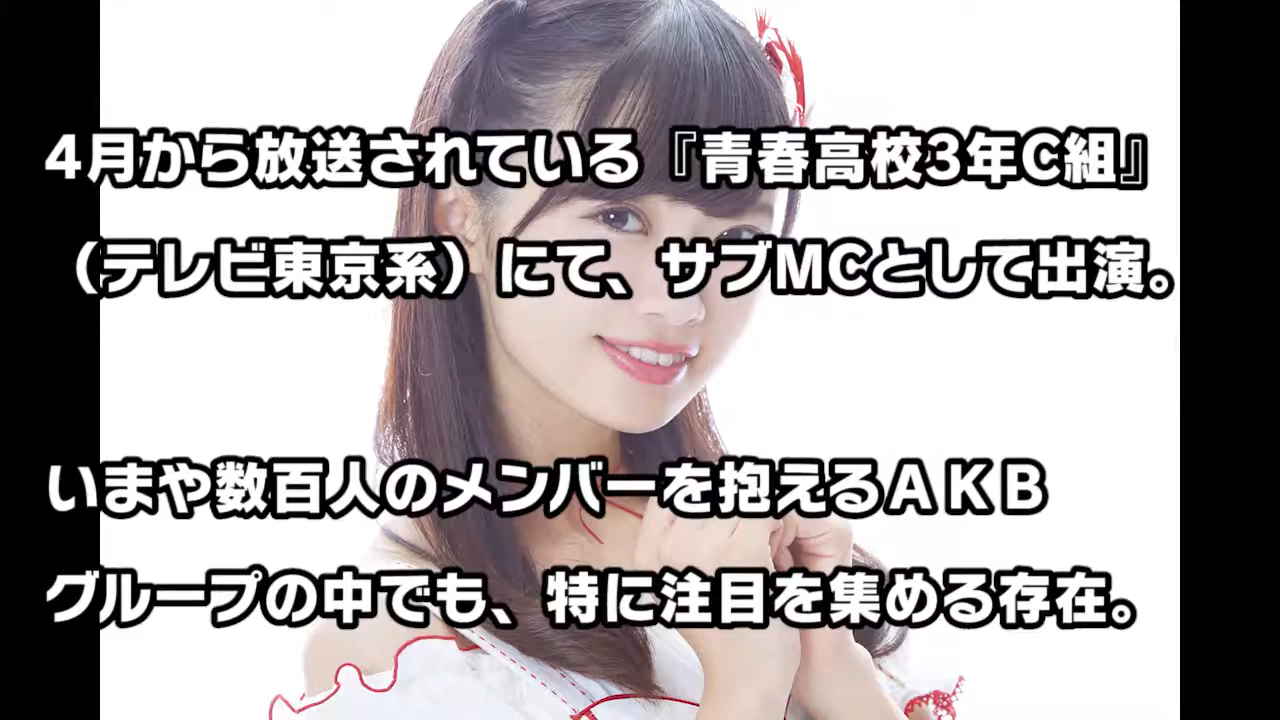 4月から放送されている『青春高校3年C組』
（テレビ東京系）にて、サブMCとして出演。
いまや数百人のメンバーを抱えるＡＫＢ
グループの中でも、特に注目を集める存在。